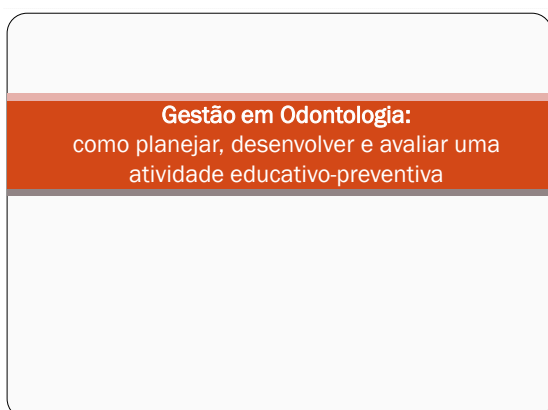 Gestão em Odontologia:
como planejar, desenvolver e avaliar uma
atividade educativo-preventiva